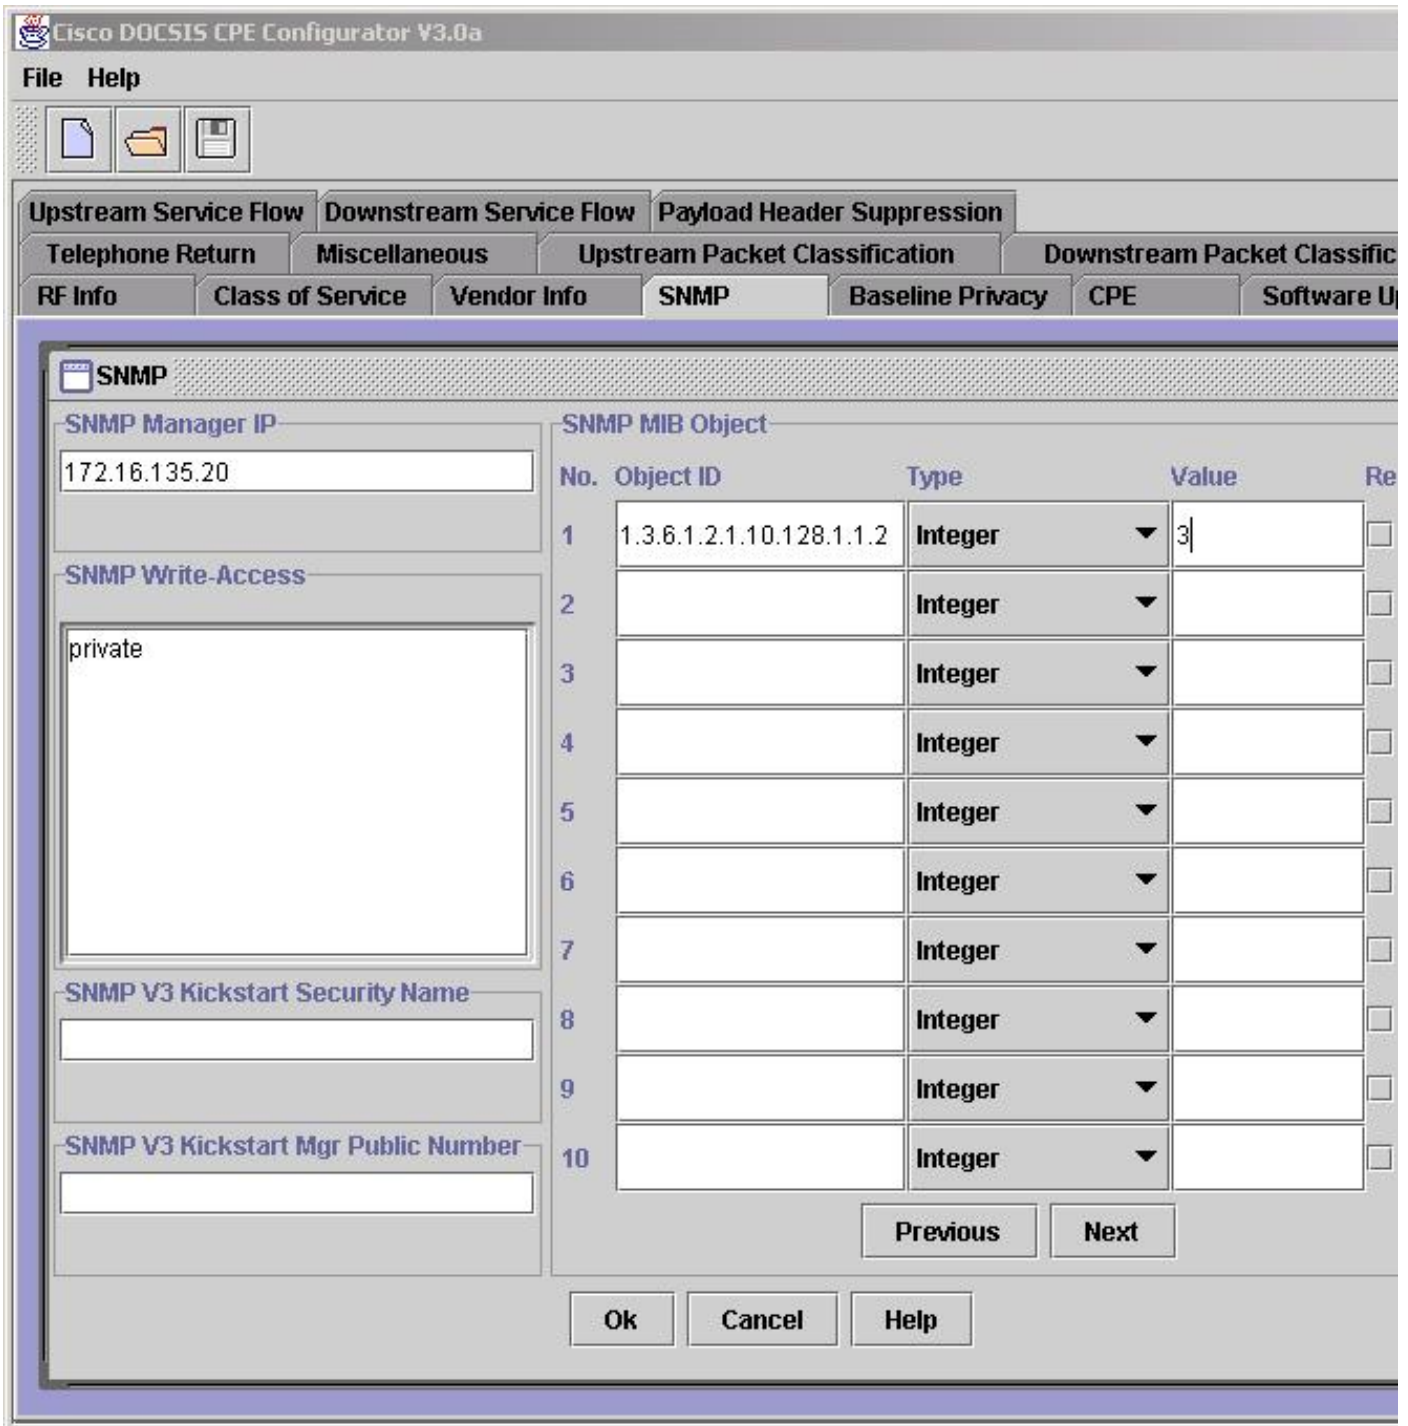 Cisco DOCSIS CPE Configurator V3.0a
File Help
Upstream Service Flow Downstream Service Flow Payload Header Suppression
Telephone Return Miscellaneous Upstream Packet Classification Downstream Packet Classific
RF Info Class of Service Vendor Info SNMP Baseline Privacy CPE Software U
SNMP
SNMP Manager IP
172.16.135.20
SNMP Write-Access
private
SNMP V3 Kickstart Security Name
SNMP V3 Kickstart Mgr Public Number
SNMP MIB Object
No. Object ID Type Value Re
1 1.3.6.1.2.1.10.128.1.1.2 Integer 3
2 Integer
3 Integer
4 Integer
5 Integer
6 Integer
7 Integer
8 Integer
9 Integer
10 Integer
Previous Next
Ok Cancel Help